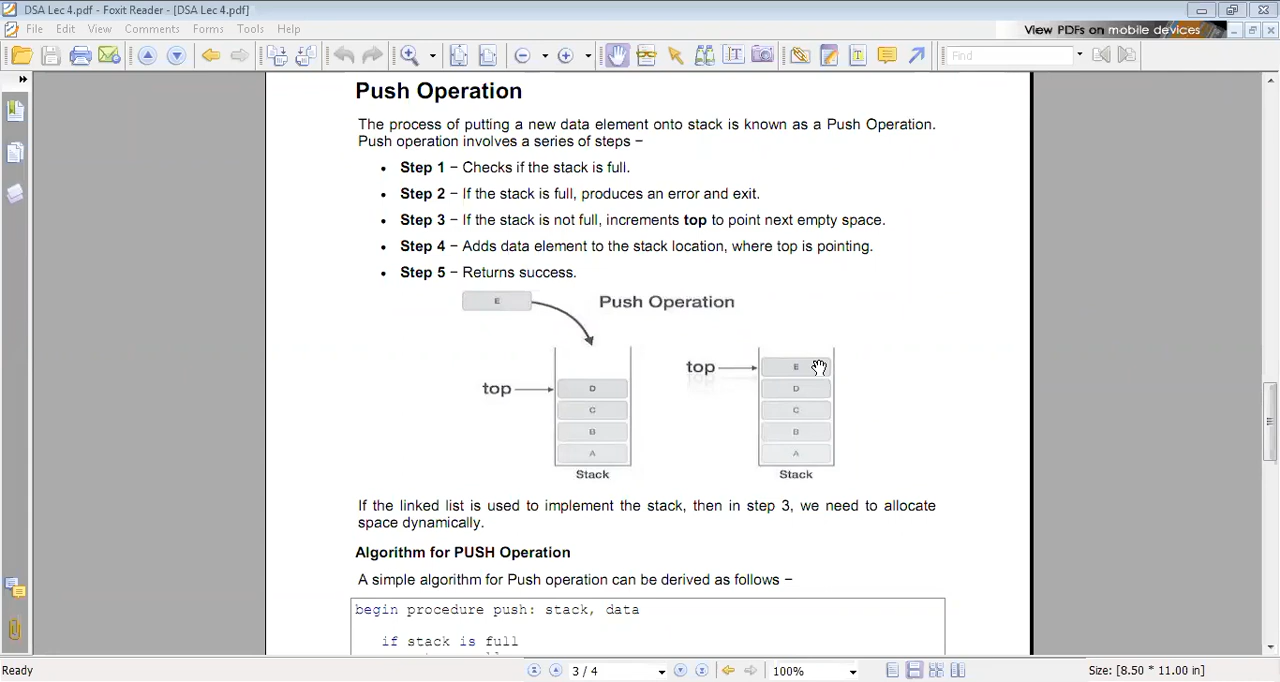 DSA Lec 4.pdf - Foxit Reader - [DSA Lec 4.pdf]
File Edit View Comments Forms Tools Help
View PDFs on mobile devices
Find
Push Operation
The process of putting a new data element onto stack is known as a Push Operation.
Push operation involves a series of steps −
• Step 1 − Checks if the stack is full.
• Step 2 − If the stack is full, produces an error and exit.
• Step 3 − If the stack is not full, increments top to point next empty space.
• Step 4 − Adds data element to the stack location, where top is pointing.
• Step 5 − Returns success.
E
Push Operation
top
D
C
B
A
Stack
top
E
D
C
B
A
Stack
If the linked list is used to implement the stack, then in step 3, we need to allocate
space dynamically.
Algorithm for PUSH Operation
A simple algorithm for Push operation can be derived as follows −
begin procedure push: stack, data
if stack is full
Ready
3 / 4
100%
Size: [8.50 * 11.00 in]